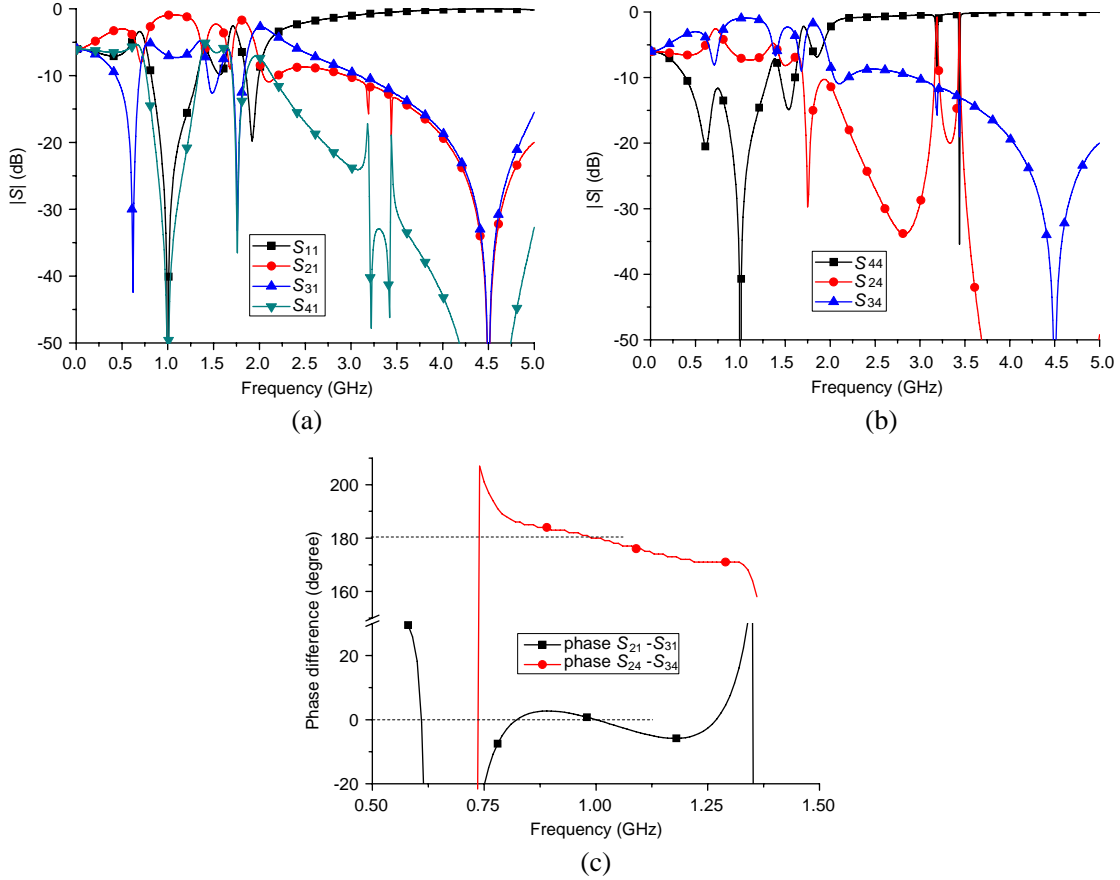 0
-10
-20
-30
-40
-50
|S| (dB)
S11
S21
S31
S41
0.0 0.5 1.0 1.5 2.0 2.5 3.0 3.5 4.0 4.5 5.0
Frequency (GHz)
(a)
0
-10
-20
-30
-40
-50
|S| (dB)
S44
S24
S34
0.0 0.5 1.0 1.5 2.0 2.5 3.0 3.5 4.0 4.5 5.0
Frequency (GHz)
(b)
200
180
160
20
0
-20
Phase difference (degree)
phase S21 -S31
phase S24 -S34
0.50 0.75 1.00 1.25 1.50
Frequency (GHz)
(c)